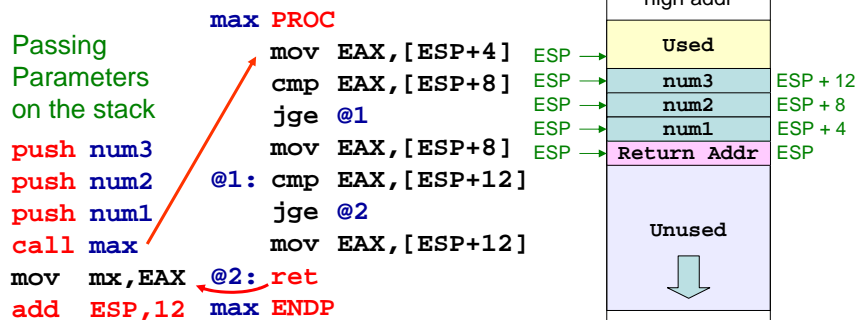 Passing
Parameters
on the stack
push num3
push num2
push num1
call max
mov mx,EAX
add ESP,12
max PROC
mov EAX,[ESP+4]
cmp EAX,[ESP+8]
jge @1
mov EAX,[ESP+8]
@1: cmp EAX,[ESP+12]
jge @2
mov EAX,[ESP+12]
@2: ret
max ENDP
high addr
ESP Used
ESP num3 ESP + 12
ESP num2 ESP + 8
ESP num1 ESP + 4
ESP Return Addr ESP
Unused